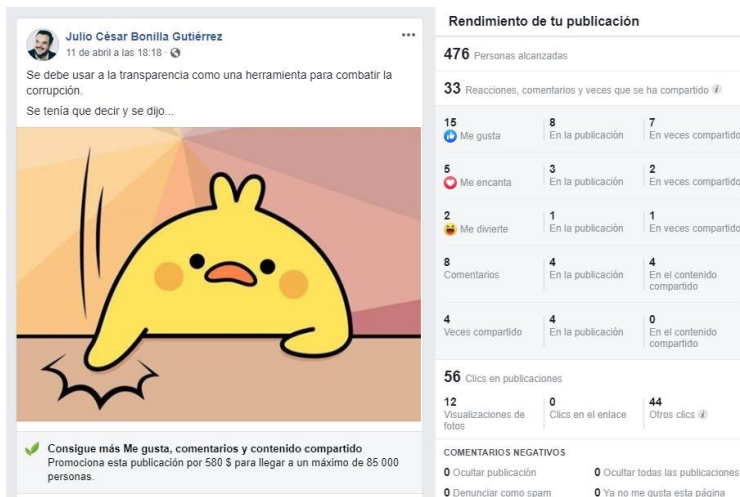 Julio César Bonilla Gutiérrez
11 de abril a las 18:18 ·
Se debe usar a la transparencia como una herramienta para combatir la
corrupción.
Se tenía que decir y se dijo...
Consigue más Me gusta, comentarios y contenido compartido
Promociona esta publicación por 580 $ para llegar a un máximo de 85 000
personas.
Rendimiento de tu publicación
476 Personas alcanzadas
33 Reacciones, comentarios y veces que se ha compartido
15 8 7
Me gusta En la publicación En veces compartido
5 3 2
Me encanta En la publicación En veces compartido
2 1 1
Me divierte En la publicación En veces compartido
8 4 4
Comentarios En la publicación En el contenido
compartido
4 4 0
Veces compartido En la publicación En el contenido
compartido
56 Clics en publicaciones
12 0 44
Visualizaciones de Clics en el enlace Otros clics
fotos
COMENTARIOS NEGATIVOS
0 Ocultar publicación 0 Ocultar todas las publicaciones
0 Denunciar como spam 0 Ya no me gusta esta página